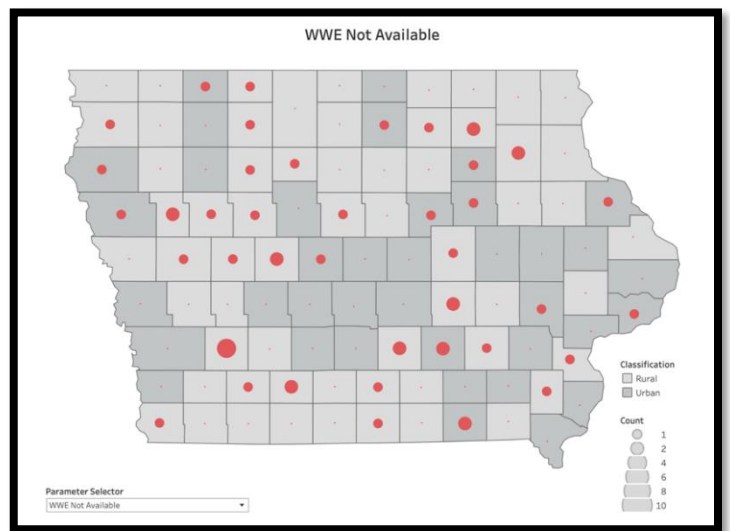 WWE Not Available
Classification
Rural
Urban
Count
1
2
4
6
8
10
Parameter Selector
WWE Not Available